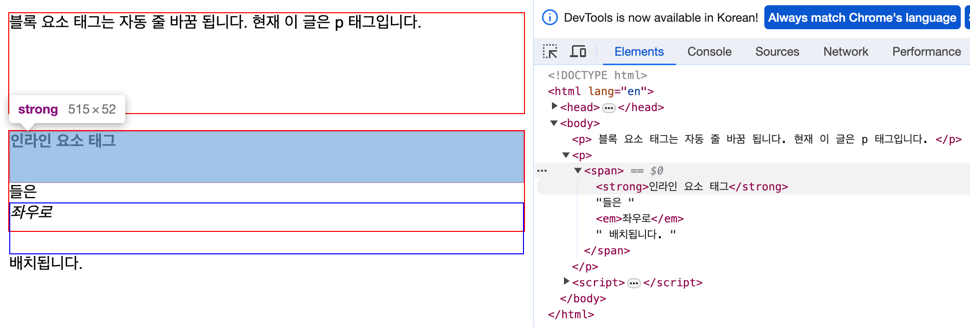 블록 요소 태그는 자동 줄 바꿈 됩니다. 현재 이 글은 p 태그입니다.
strong 515 × 52
인라인 요소 태그
들은
좌우로
배치됩니다.
DevTools is now available in Korean! Always match Chrome's language
Elements Console Sources Network Performance
<!DOCTYPE html>
<html lang="en">
<head> ··· </head>
<body>
<p> 블록 요소 태그는 자동 줄 바꿈 됩니다. 현재 이 글은 p 태그입니다. </p>
<p>
··· <span> == $0
<strong>인라인 요소 태그</strong>
"들은 "
<em>좌우로</em>
" 배치됩니다. "
</span>
</p>
<script> ··· </script>
</body>
</html>